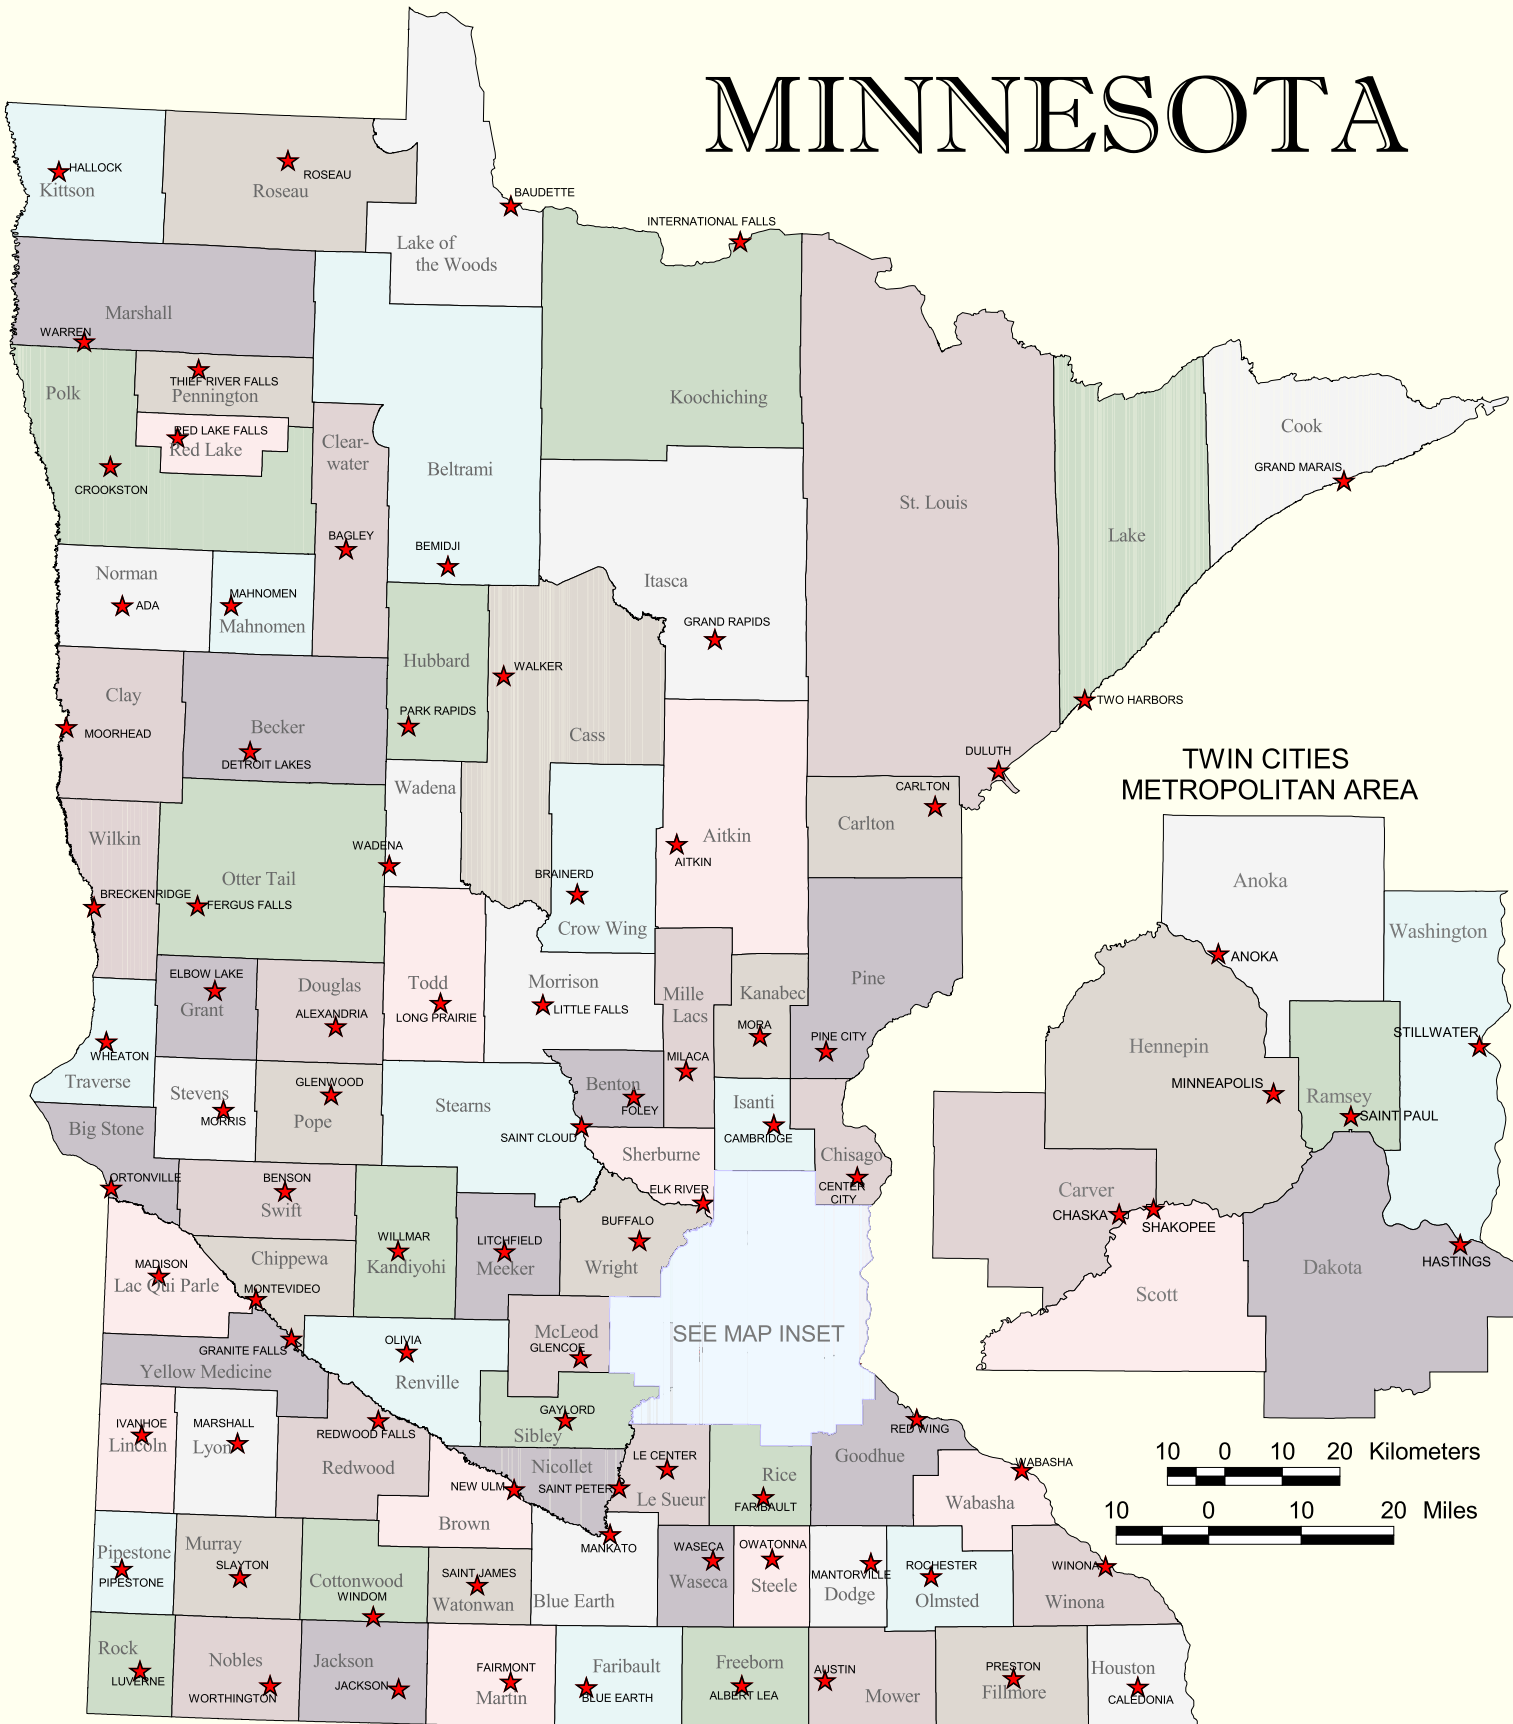 MINNESOTA
HALLOCK
Kittson
ROSEAU
Roseau
BAUDETTE
Lake of
the Woods
INTERNATIONAL FALLS
Koochiching
Marshall
WARREN
Polk
CROOKSTON
THIEF RIVER FALLS
Pennington
RED LAKE FALLS
Red Lake
Clear-
water
BAGLEY
Beltrami
BEMIDJI
St. Louis
DULUTH
Lake
TWO HARBORS
Cook
GRAND MARAIS
Itasca
GRAND RAPIDS
Norman
ADA
MAHNOMEN
Mahnomen
Hubbard
PARK RAPIDS
WALKER
Cass
Clay
MOORHEAD
Becker
DETROIT LAKES
Wadena
WADENA
Wilkin
BRECKENRIDGE
Otter Tail
FERGUS FALLS
BRAINERD
Crow Wing
Aitkin
AITKIN
CARLTON
Carlton
Pine
PINE CITY
ELBOW LAKE
Grant
Douglas
ALEXANDRIA
Todd
LONG PRAIRIE
Morrison
LITTLE FALLS
Mille
Lacs
MILACA
Kanabec
MORA
WHEATON
Traverse
Stevens
MORRIS
GLENWOOD
Pope
Stearns
SAINT CLOUD
Benton
FOLEY
Isanti
CAMBRIDGE
Chisago
CENTER
CITY
Big Stone
ORTONVILLE
BENSON
Swift
Sherburne
ELK RIVER
BUFFALO
Wright
WILLMAR
Kandiyohi
LITCHFIELD
Meeker
MADISON
Lac Qui Parle
Chippewa
MONTEVIDEO
GRANITE FALLS
Yellow Medicine
OLIVIA
Renville
McLeod
GLENCOE
SEE MAP INSET
IVANHOE
Lincoln
MARSHALL
Lyon
REDWOOD FALLS
Redwood
GAYLORD
Sibley
Nicollet
SAINT PETER
NEW ULM
Brown
LE CENTER
Le Sueur
Rice
FARIBAULT
Goodhue
RED WING
WABASHA
Wabasha
Pipestone
PIPESTONE
Murray
SLAYTON
Cottonwood
WINDOM
SAINT JAMES
Watonwan
MANKATO
Blue Earth
WASECA
Waseca
OWATONNA
Steele
MANTORVILLE
Dodge
ROCHESTER
Olmsted
WINONA
Winona
Rock
LUVERNE
Nobles
WORTHINGTON
Jackson
JACKSON
FAIRMONT
Martin
Faribault
BLUE EARTH
Freeborn
ALBERT LEA
AUSTIN
Mower
PRESTON
Fillmore
Houston
CALEDONIA
TWIN CITIES
METROPOLITAN AREA
Anoka
ANOKA
Washington
STILLWATER
Hennepin
MINNEAPOLIS
Ramsey
SAINT PAUL
Carver
CHASKA
SHAKOPEE
Scott
Dakota
HASTINGS
10 0 10 20 Kilometers
10 0 10 20 Miles